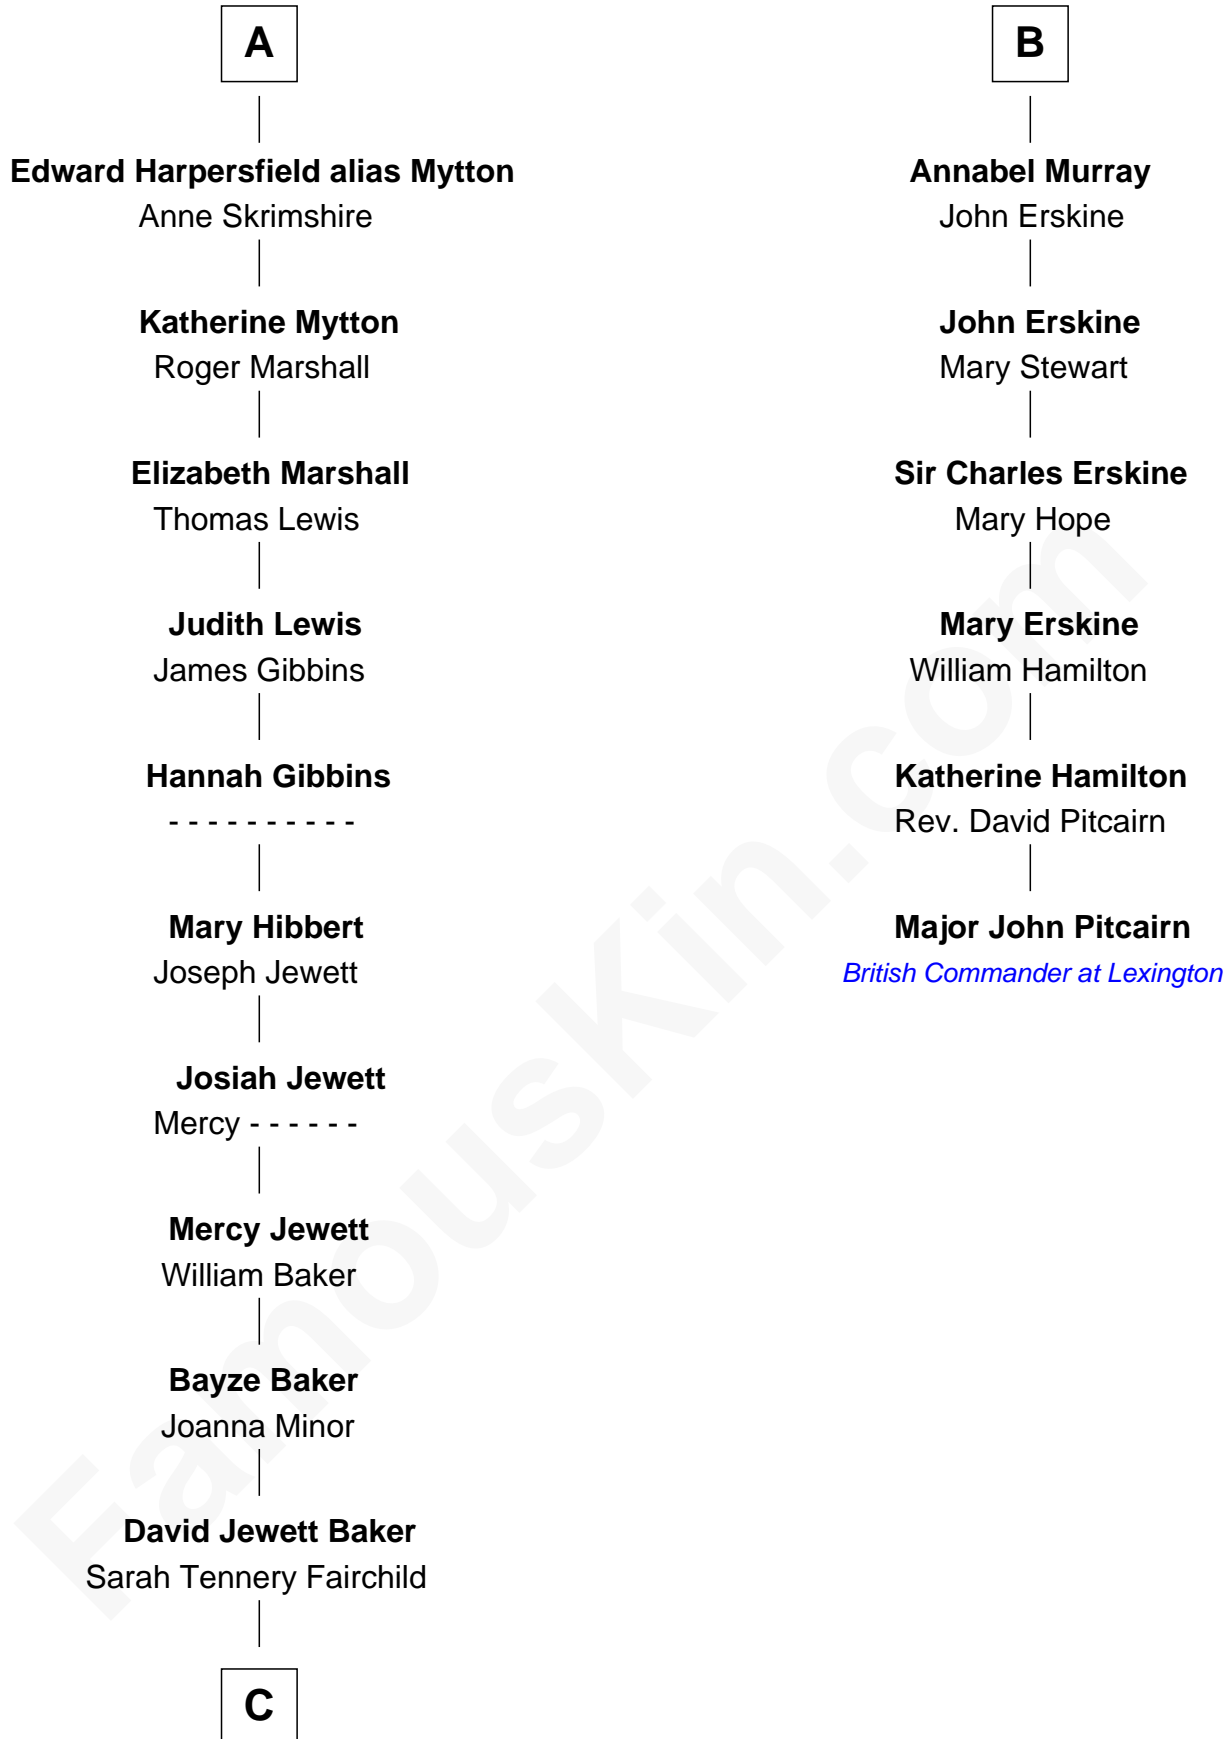 A
Edward Harpersfield alias Mytton
Anne Skrimshire
Katherine Mytton
Roger Marshall
Elizabeth Marshall
Thomas Lewis
Judith Lewis
James Gibbins
Hannah Gibbins
- - - - - - - - - -
Mary Hibbert
Joseph Jewett
Josiah Jewett
Mercy - - - - - -
Mercy Jewett
William Baker
Bayze Baker
Joanna Minor
David Jewett Baker
Sarah Tennery Fairchild
C
B
Annabel Murray
John Erskine
John Erskine
Mary Stewart
Sir Charles Erskine
Mary Hope
Mary Erskine
William Hamilton
Katherine Hamilton
Rev. David Pitcairn
Major John Pitcairn
British Commander at Lexington
FamousKin.com